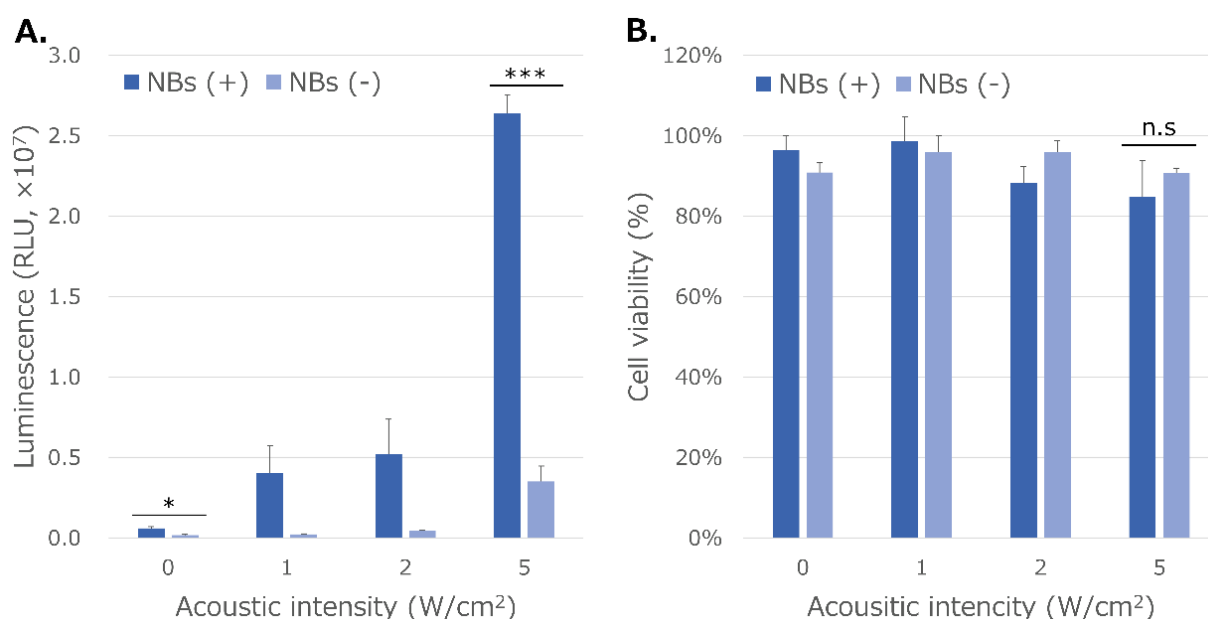 A.
Luminescence (RLU, ×10⁷)
3.0
2.5
2.0
1.5
1.0
0.5
0.0
NBs (+) NBs (-)
***
*
0 1 2 5
Acoustic intensity (W/cm²)
B.
Cell viability (%)
120%
100%
80%
60%
40%
20%
0%
NBs (+) NBs (-)
n.s
0 1 2 5
Acousitic intencity (W/cm²)